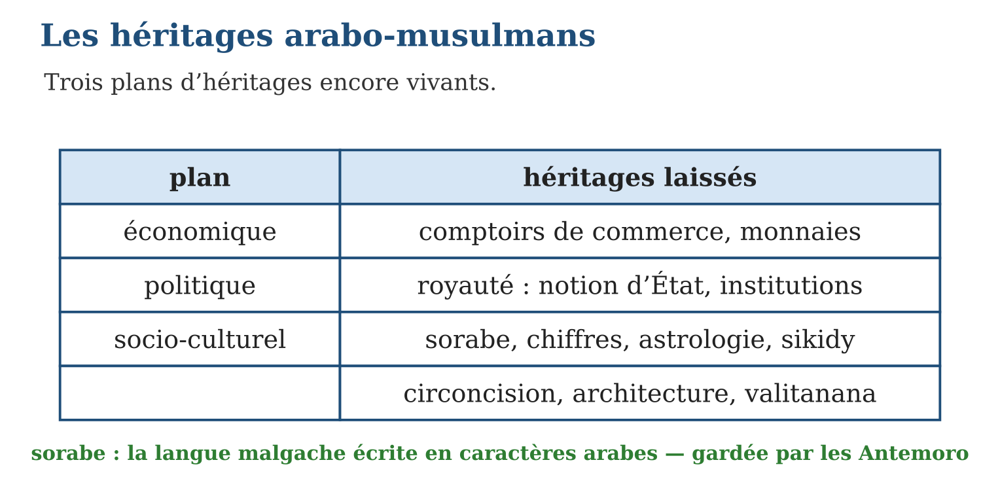 Les héritages arabo-musulmans
Trois plans d’héritages encore vivants.
plan héritages laissés
économique comptoirs de commerce, monnaies
politique royauté : notion d’État, institutions
socio-culturel sorabe, chiffres, astrologie, sikidy
circoncision, architecture, valitanana
sorabe : la langue malgache écrite en caractères arabes — gardée par les Antemoro